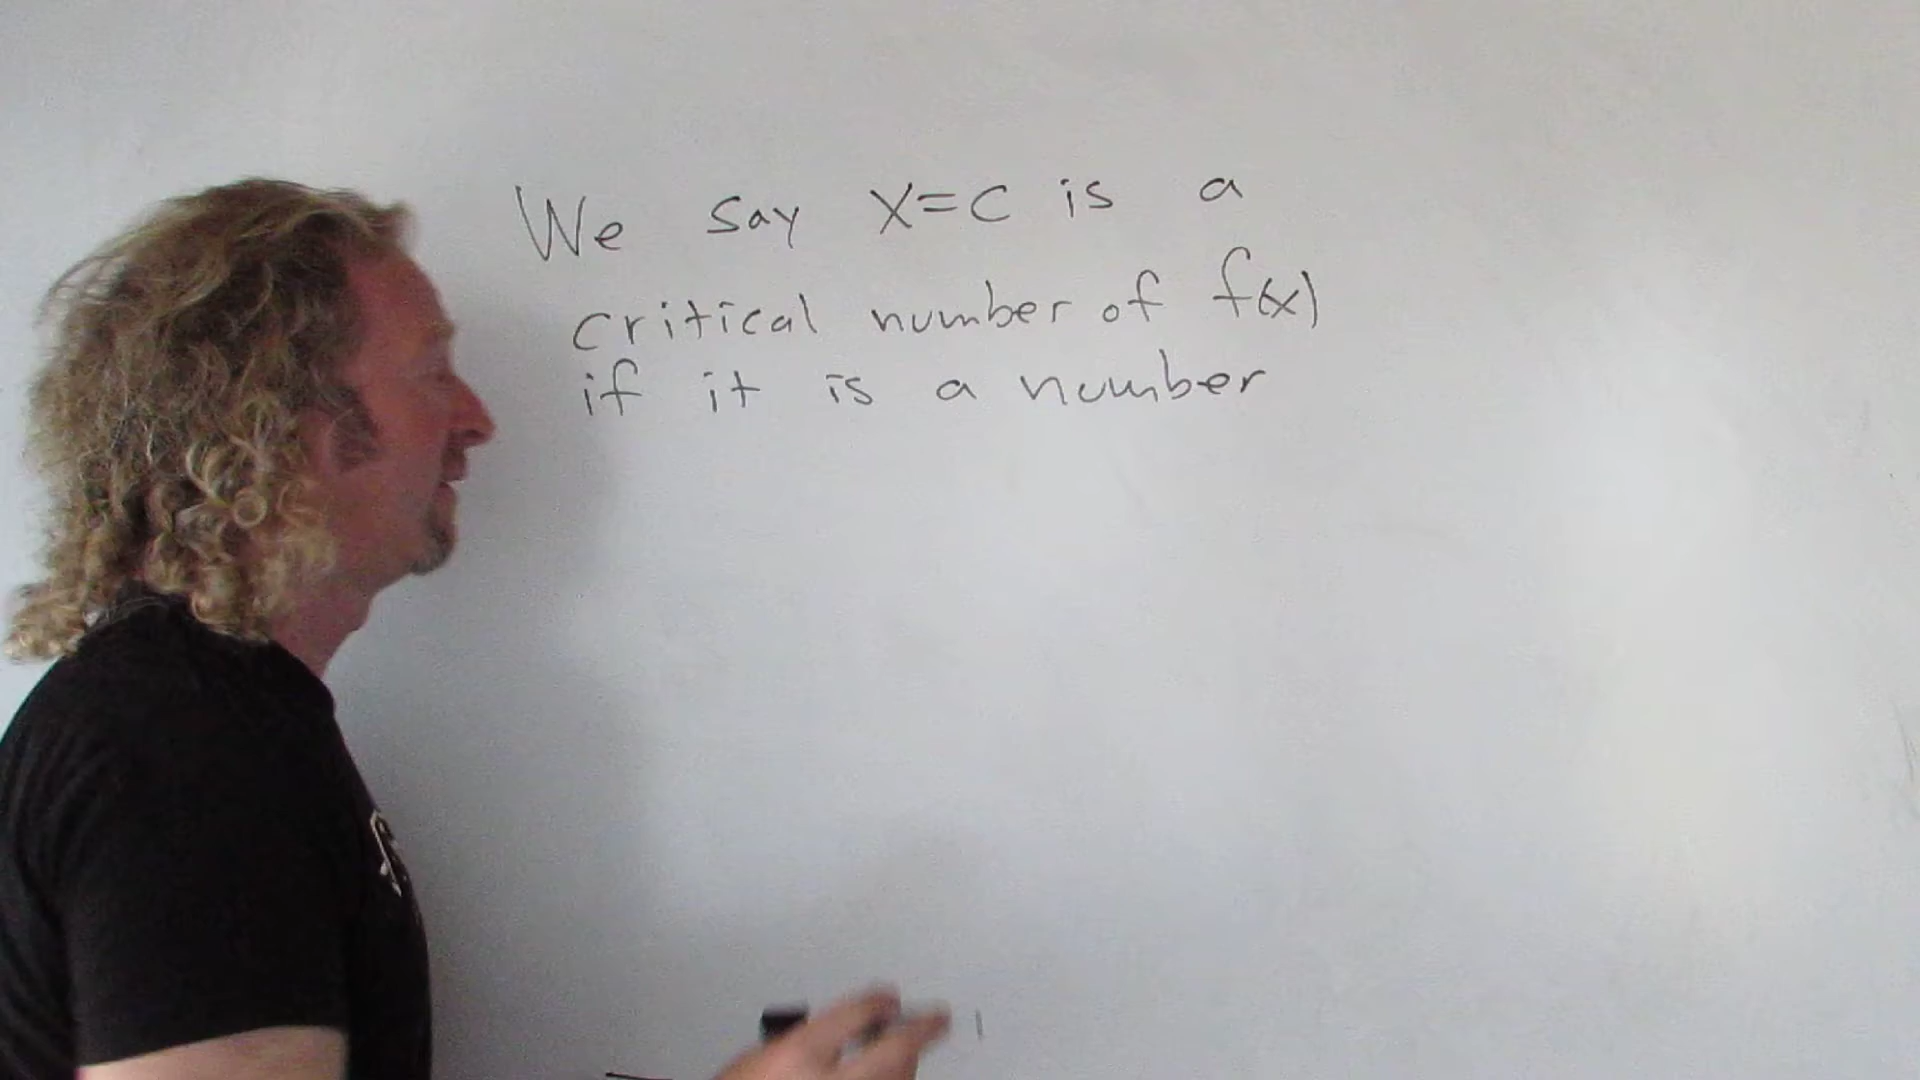 We say x=c is a
critical number of f(x)
if it is a number